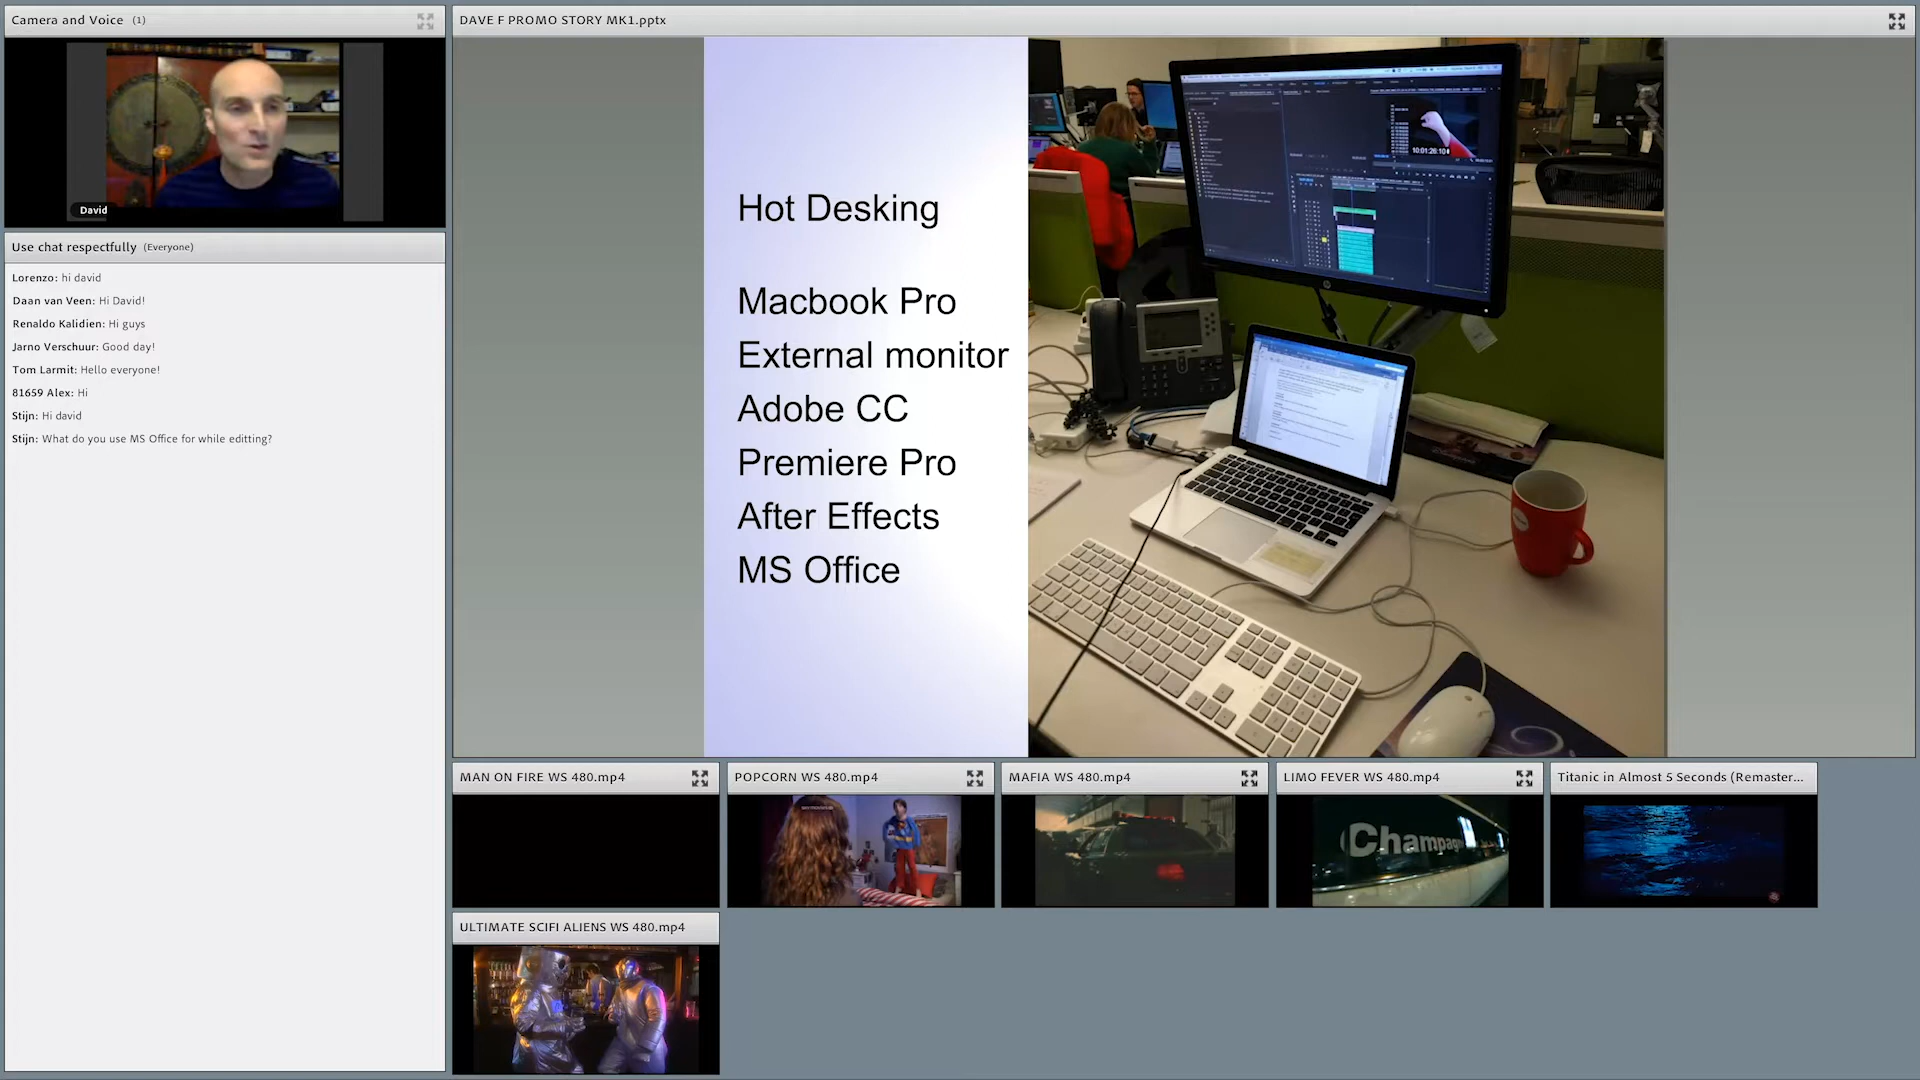 Camera and Voice (1)
David
Use chat respectfully (Everyone)
Lorenzo: hi david
Daan van Veen: Hi David!
Renaldo Kalidien: Hi guys
Jarno Verschuur: Good day!
Tom Larmit: Hello everyone!
81659 Alex: Hi
Stijn: Hi david
Stijn: What do you use MS Office for while editting?
DAVE F PROMO STORY MK1.pptx
Hot Desking
Macbook Pro
External monitor
Adobe CC
Premiere Pro
After Effects
MS Office
10:01:26:10
MAN ON FIRE WS 480.mp4
POPCORN WS 480.mp4
MAFIA WS 480.mp4
LIMO FEVER WS 480.mp4
Champag
Titanic in Almost 5 Seconds (Remaster...
ULTIMATE SCIFI ALIENS WS 480.mp4